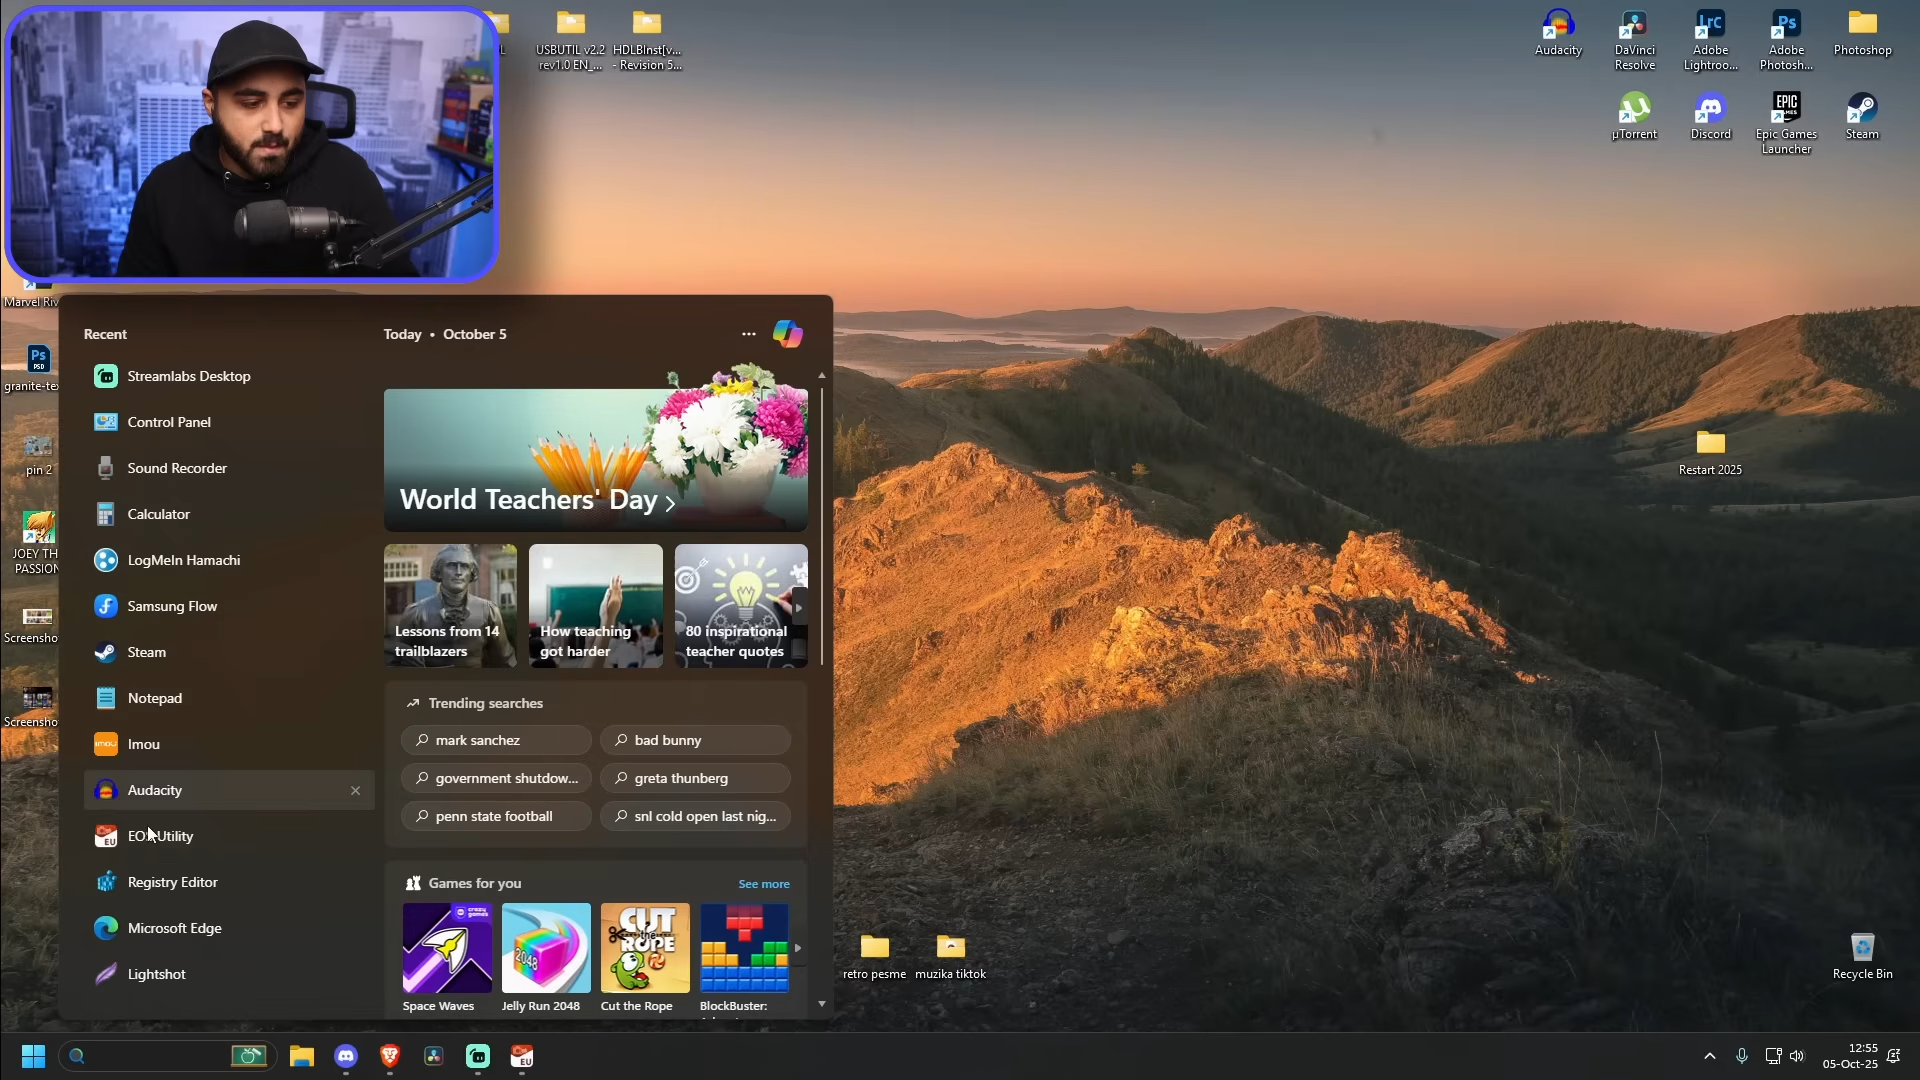 USBUTIL v2.2
rev1.0 EN_...
HDLBInst[v...
- Revision 5...
Audacity
DaVinci
Resolve
Adobe
Lightroo...
Adobe
Photosh...
Photoshop
µTorrent
Discord
Epic Games
Launcher
Steam
Marvel Riv
granite-tex
pin 2
JOEY TH
PASSION
Screensho
Screensho
Restart 2025
retro pesme
muzika tiktok
Recycle Bin
Recent
Streamlabs Desktop
Control Panel
Sound Recorder
Calculator
LogMeIn Hamachi
Samsung Flow
Steam
Notepad
Imou
Audacity
EOS Utility
Registry Editor
Microsoft Edge
Lightshot
Today • October 5
World Teachers' Day
Lessons from 14
trailblazers
How teaching
got harder
80 inspirational
teacher quotes
Trending searches
mark sanchez
bad bunny
government shutdow...
greta thunberg
penn state football
snl cold open last nig...
Games for you
See more
Space Waves
Jelly Run 2048
Cut the Rope
BlockBuster:
12:55
05-Oct-25